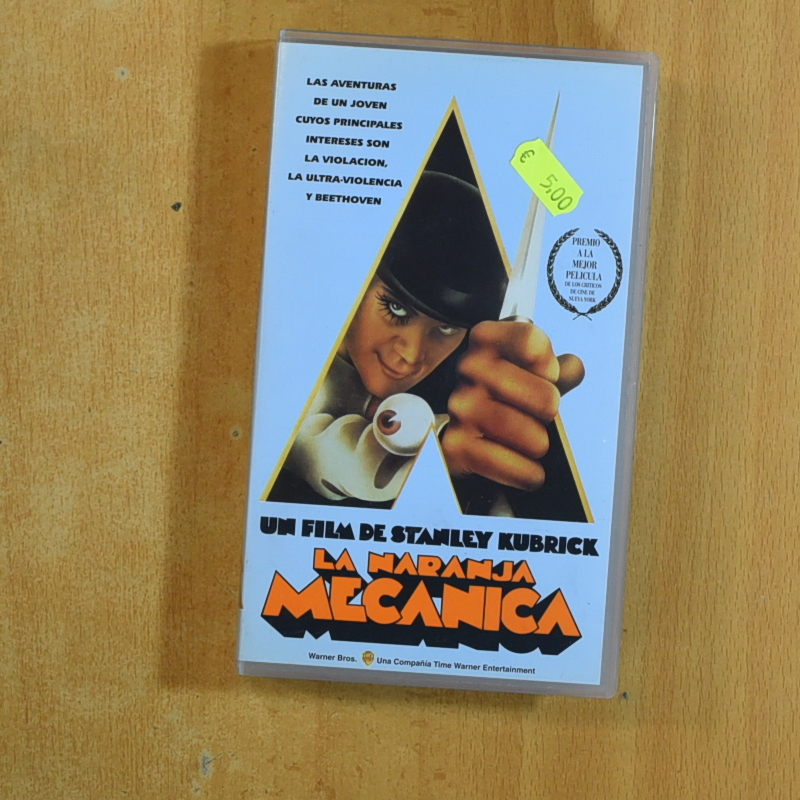 LAS AVENTURAS
DE UN JOVEN
CUYOS PRINCIPALES
INTERESES SON
LA VIOLACION,
LA ULTRA-VIOLENCIA
Y BEETHOVEN
€ 5,00
PREMIO
A LA
MEJOR
PELICULA
DE LOS CRITICOS
DE CINE DE
NUEVA YORK
UN FILM DE STANLEY KUBRICK
LA NARANJA
MECANICA
Warner Bros. Una Compañía Time Warner Entertainment